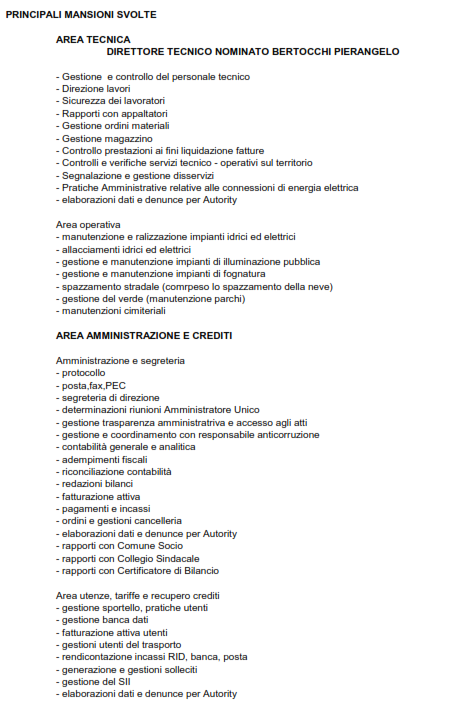 PRINCIPALI MANSIONI SVOLTE
AREA TECNICA
DIRETTORE TECNICO NOMINATO BERTOCCHI PIERANGELO
- Gestione e controllo del personale tecnico
- Direzione lavori
- Sicurezza dei lavoratori
- Rapporti con appaltatori
- Gestione ordini materiali
- Gestione magazzino
- Controllo prestazioni ai fini liquidazione fatture
- Controlli e verifiche servizi tecnico - operativi sul territorio
- Segnalazione e gestione disservizi
- Pratiche Amministrative relative alle connessioni di energia elettrica
- elaborazioni dati e denunce per Autority
Area operativa
- manutenzione e ralizzazione impianti idrici ed elettrici
- allacciamenti idrici ed elettrici
- gestione e manutenzione impianti di illuminazione pubblica
- gestione e manutenzione impianti di fognatura
- spazzamento stradale (comrpeso lo spazzamento della neve)
- gestione del verde (manutenzione parchi)
- manutenzioni cimiteriali
AREA AMMINISTRAZIONE E CREDITI
Amministrazione e segreteria
- protocollo
- posta,fax,PEC
- segreteria di direzione
- determinazioni riunioni Amministratore Unico
- gestione trasparenza amministratriva e accesso agli atti
- gestione e coordinamento con responsabile anticorruzione
- contabilità generale e analitica
- adempimenti fiscali
- riconciliazione contabilità
- redazioni bilanci
- fatturazione attiva
- pagamenti e incassi
- ordini e gestioni cancelleria
- elaborazioni dati e denunce per Autority
- rapporti con Comune Socio
- rapporti con Collegio Sindacale
- rapporti con Certificatore di Bilancio
Area utenze, tariffe e recupero crediti
- gestione sportello, pratiche utenti
- gestione banca dati
- fatturazione attiva utenti
- gestioni utenti del trasporto
- rendicontazione incassi RID, banca, posta
- generazione e gestioni solleciti
- gestione del SII
- elaborazioni dati e denunce per Autority